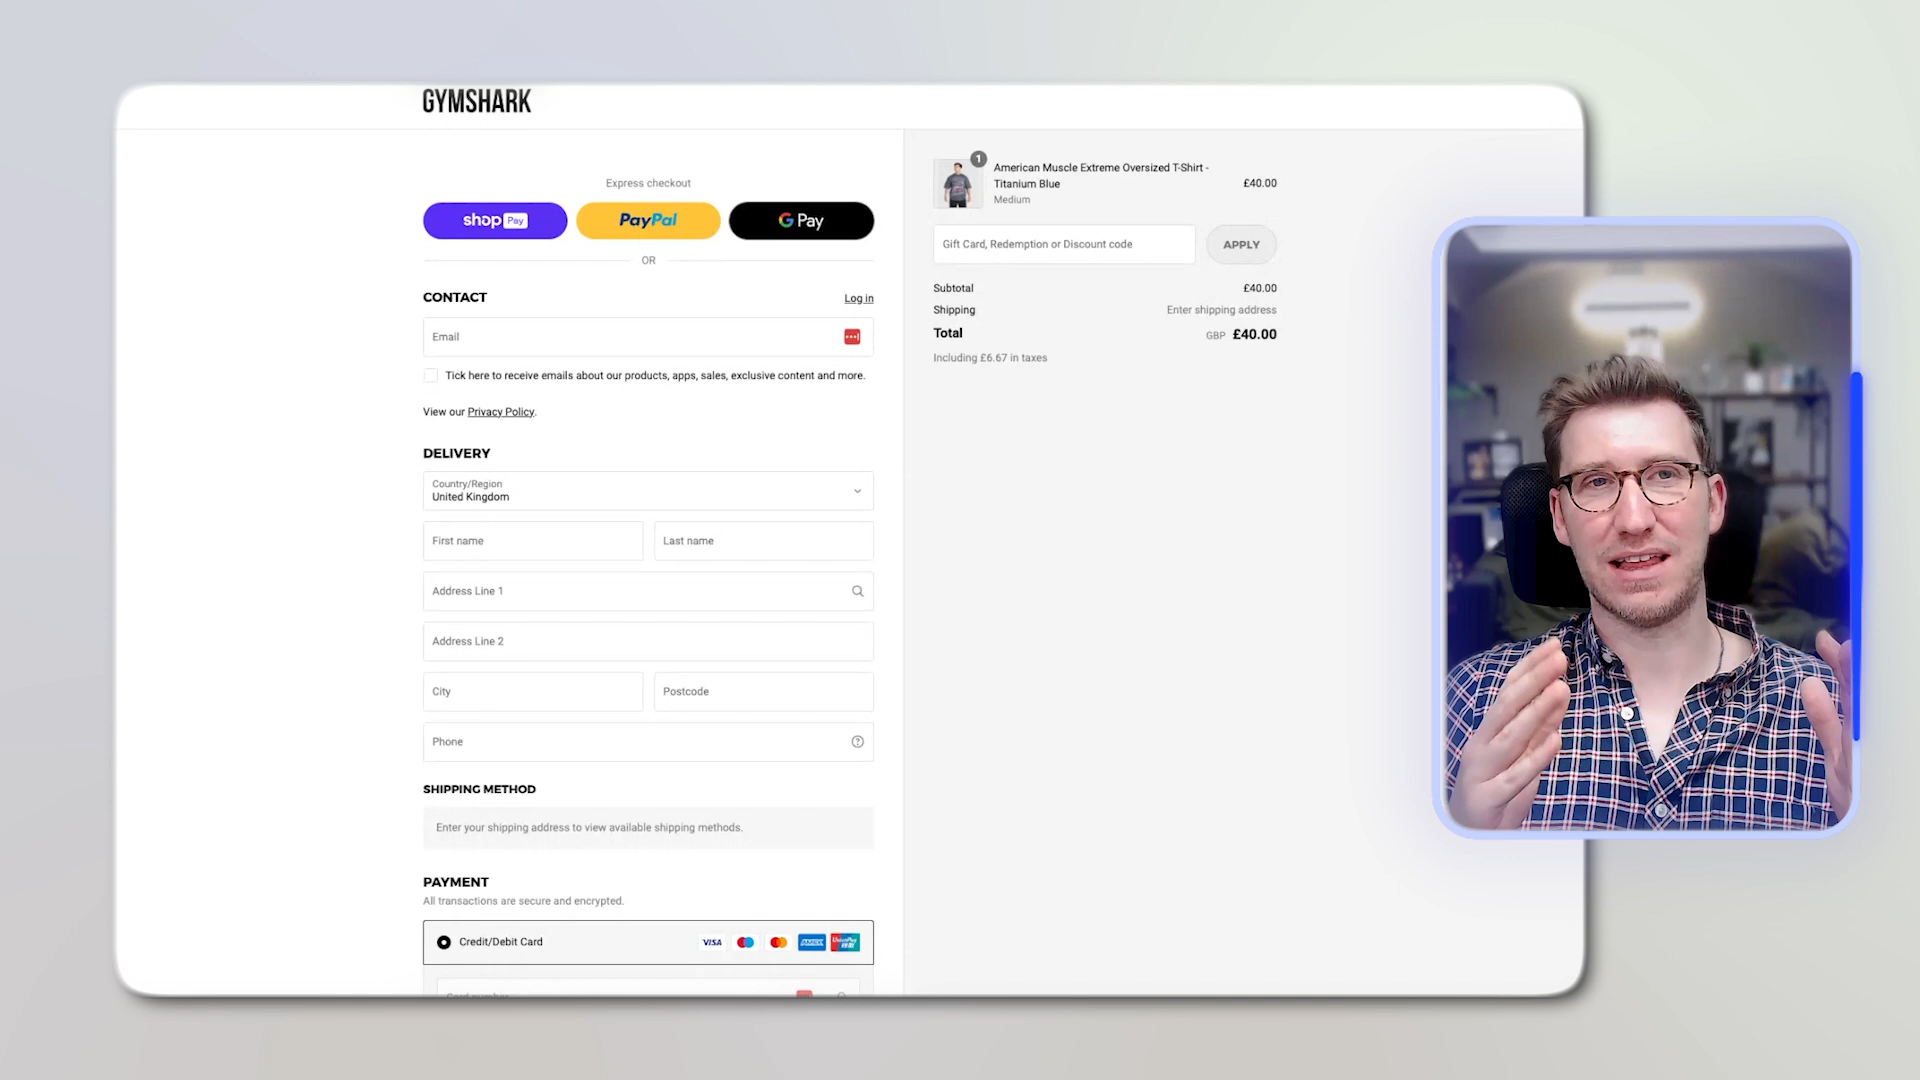 GYMSHARK
Express checkout
shop Pay
PayPal
G Pay
OR
CONTACT
Log in
Email
Tick here to receive emails about our products, apps, sales, exclusive content and more.
View our Privacy Policy.
DELIVERY
Country/Region
United Kingdom
First name
Last name
Address Line 1
Address Line 2
City
Postcode
Phone
SHIPPING METHOD
Enter your shipping address to view available shipping methods.
PAYMENT
All transactions are secure and encrypted.
Credit/Debit Card
VISA
AMEX
UnionPay
1
American Muscle Extreme Oversized T-Shirt -
Titanium Blue
£40.00
Medium
Gift Card, Redemption or Discount code
APPLY
Subtotal
£40.00
Shipping
Enter shipping address
Total
GBP £40.00
Including £6.67 in taxes